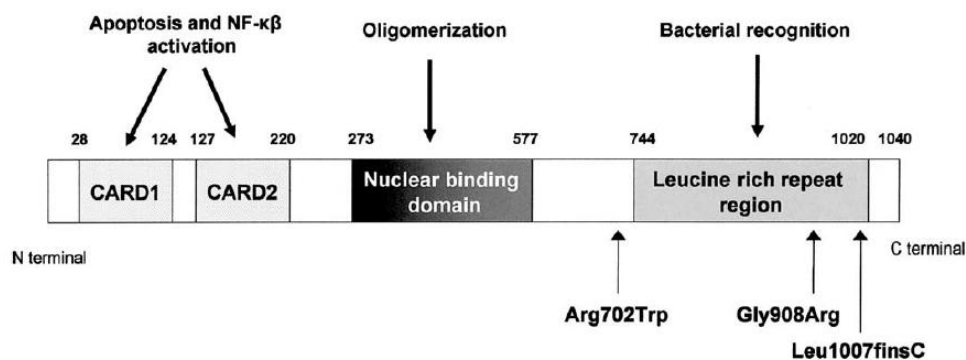 Apoptosis and NF-κβ
activation
Oligomerization
Bacterial recognition
28 124 127 220 273 577 744 1020 1040
CARD1
CARD2
Nuclear binding
domain
Leucine rich repeat
region
N terminal
C terminal
Arg702Trp
Gly908Arg
Leu1007finsC